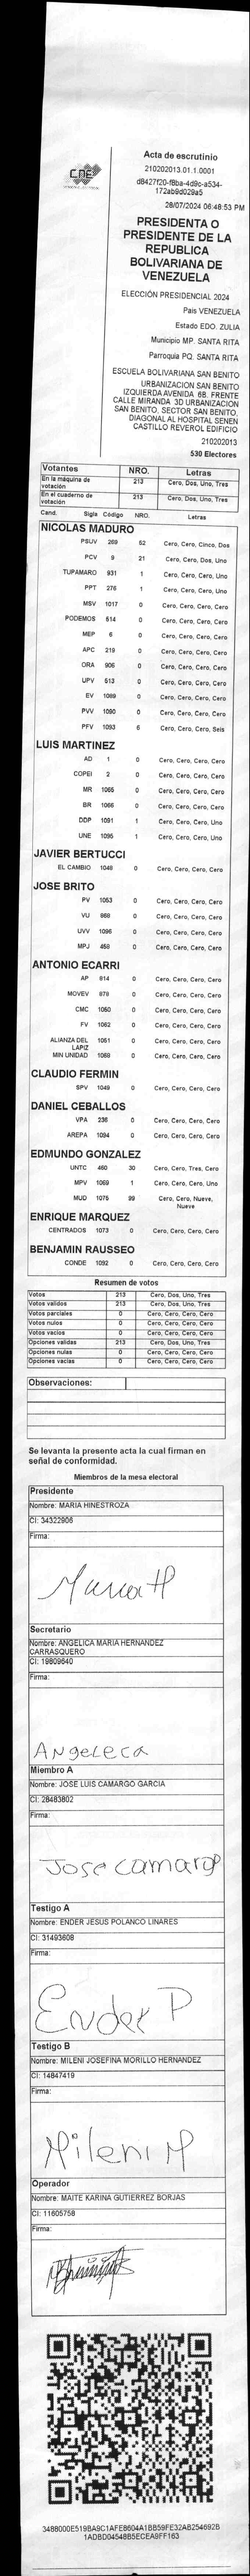 CNE
Acta de escrutinio
210202013.01.1.0001
d8427f20-f8ba-4d9c-a534-
172ab9d029a5
28/07/2024 06:48:53 PM
PRESIDENTA O
PRESIDENTE DE LA
REPUBLICA
BOLIVARIANA DE
VENEZUELA
ELECCIÓN PRESIDENCIAL 2024
País VENEZUELA
Estado EDO. ZULIA
Municipio MP. SANTA RITA
Parroquia PQ. SANTA RITA
ESCUELA BOLIVARIANA SAN BENITO
URBANIZACION SAN BENITO
IZQUIERDA AVENIDA 6B. FRENTE
CALLE MIRANDA 3D URBANIZACION
SAN BENITO, SECTOR SAN BENITO,
DIAGONAL AL HOSPITAL SENEN
CASTILLO REVEROL EDIFICIO
210202013
530 Electores
Votantes NRO. Letras
En la máquina de votación 213 Cero, Dos, Uno, Tres
En el cuaderno de votación 213 Cero, Dos, Uno, Tres
Cand. Sigla Código NRO. Letras
NICOLAS MADURO
PSUV 269 52 Cero, Cero, Cinco, Dos
PCV 9 21 Cero, Cero, Dos, Uno
TUPAMARO 931 1 Cero, Cero, Cero, Uno
PPT 276 1 Cero, Cero, Cero, Uno
MSV 1017 0 Cero, Cero, Cero, Cero
PODEMOS 514 0 Cero, Cero, Cero, Cero
MEP 6 0 Cero, Cero, Cero, Cero
APC 219 0 Cero, Cero, Cero, Cero
ORA 906 0 Cero, Cero, Cero, Cero
UPV 513 0 Cero, Cero, Cero, Cero
EV 1089 0 Cero, Cero, Cero, Cero
PVV 1090 0 Cero, Cero, Cero, Cero
PFV 1093 6 Cero, Cero, Cero, Seis
LUIS MARTINEZ
AD 1 0 Cero, Cero, Cero, Cero
COPEI 2 0 Cero, Cero, Cero, Cero
MR 1065 0 Cero, Cero, Cero, Cero
BR 1066 0 Cero, Cero, Cero, Cero
DDP 1091 1 Cero, Cero, Cero, Uno
UNE 1095 1 Cero, Cero, Cero, Uno
JAVIER BERTUCCI
EL CAMBIO 1048 0 Cero, Cero, Cero, Cero
JOSE BRITO
PV 1053 0 Cero, Cero, Cero, Cero
VU 868 0 Cero, Cero, Cero, Cero
UVV 1096 0 Cero, Cero, Cero, Cero
MPJ 458 0 Cero, Cero, Cero, Cero
ANTONIO ECARRI
AP 814 0 Cero, Cero, Cero, Cero
MOVEV 878 0 Cero, Cero, Cero, Cero
CMC 1050 0 Cero, Cero, Cero, Cero
FV 1062 0 Cero, Cero, Cero, Cero
ALIANZA DEL LAPIZ 1051 0 Cero, Cero, Cero, Cero
MIN UNIDAD 1068 0 Cero, Cero, Cero, Cero
CLAUDIO FERMIN
SPV 1049 0 Cero, Cero, Cero, Cero
DANIEL CEBALLOS
VPA 236 0 Cero, Cero, Cero, Cero
AREPA 1094 0 Cero, Cero, Cero, Cero
EDMUNDO GONZALEZ
UNTC 460 30 Cero, Cero, Tres, Cero
MPV 1069 1 Cero, Cero, Cero, Uno
MUD 1075 99 Cero, Cero, Nueve,
Nueve
ENRIQUE MARQUEZ
CENTRADOS 1073 0 Cero, Cero, Cero, Cero
BENJAMIN RAUSSEO
CONDE 1092 0 Cero, Cero, Cero, Cero
Resumen de votos
Votos 213 Cero, Dos, Uno, Tres
Votos validos 213 Cero, Dos, Uno, Tres
Votos parciales 0 Cero, Cero, Cero, Cero
Votos nulos 0 Cero, Cero, Cero, Cero
Votos vacios 0 Cero, Cero, Cero, Cero
Opciones validas 213 Cero, Dos, Uno, Tres
Opciones nulas 0 Cero, Cero, Cero, Cero
Opciones vacias 0 Cero, Cero, Cero, Cero
Observaciones:
Se levanta la presente acta la cual firman en
señal de conformidad.
Miembros de la mesa electoral
Presidente
Nombre: MARIA HINESTROZA
CI: 34322906
Firma:
Maria H
Secretario
Nombre: ANGELICA MARIA HERNANDEZ
CARRASQUERO
CI: 19809640
Firma:
Angeleca
Miembro A
Nombre: JOSE LUIS CAMARGO GARCIA
CI: 28483802
Firma:
Jose camargo
Testigo A
Nombre: ENDER JESUS POLANCO LINARES
CI: 31493608
Firma:
Ender P
Testigo B
Nombre: MILENI JOSEFINA MORILLO HERNANDEZ
CI: 14847419
Firma:
Mileni M
Operador
Nombre: MAITE KARINA GUTIERREZ BORJAS
CI: 11605758
Firma:
3488000E519BA9C1AFEB604A1BB59FE32AB254692B
1ADBD04548B5ECEA9FF163